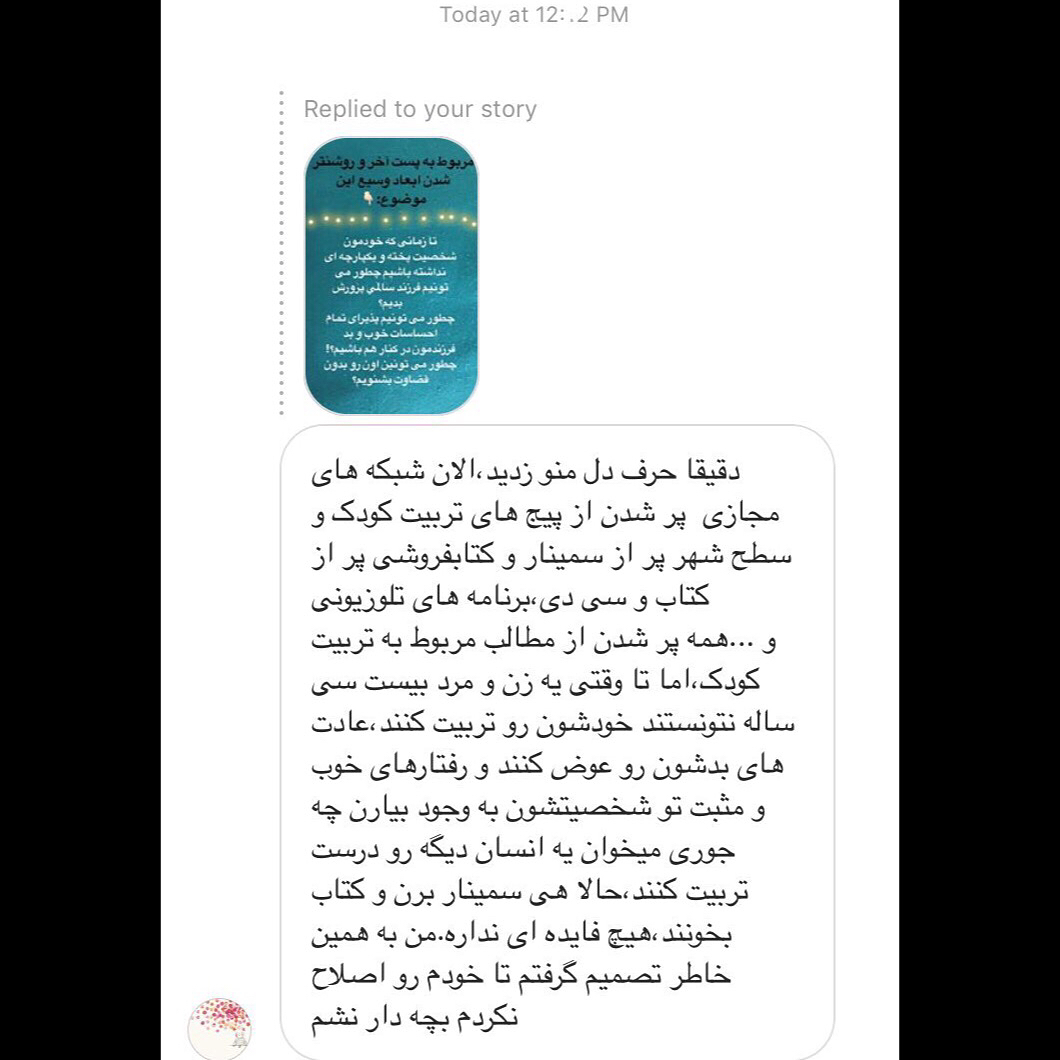 Today at 12:02 PM
Replied to your story
مربوط به پست آخر و روشنتر
شدن ابعاد وسیع این
موضوع:👇
تا زمانی که خودمون
شخصیت پخته و یکپارچه ای
نداشته باشیم چطور می
تونیم فرزند سالمی پرورش
بدیم؟
چطور می تونیم پذیرای تمام
احساسات خوب و بد
فرزندمون در کنار هم باشیم؟!
چطور می تونین اون رو بدون
قضاوت بشنویم؟
دقیقا حرف دل منو زدید،الان شبکه های
مجازی پر شدن از پیج های تربیت کودک و
سطح شهر پر از سمینار و کتابفروشی پر از
کتاب و سی دی،برنامه های تلوزیونی
و ...همه پر شدن از مطالب مربوط به تربیت
کودک،اما تا وقتی یه زن و مرد بیست سی
ساله نتونستند خودشون رو تربیت کنند،عادت
های بدشون رو عوض کنند و رفتارهای خوب
و مثبت تو شخصیتشون به وجود بیارن چه
جوری میخوان یه انسان دیگه رو درست
تربیت کنند،حالا هی سمینار برن و کتاب
بخونند،هیچ فایده ای نداره.من به همین
خاطر تصمیم گرفتم تا خودم رو اصلاح
نکردم بچه دار نشم